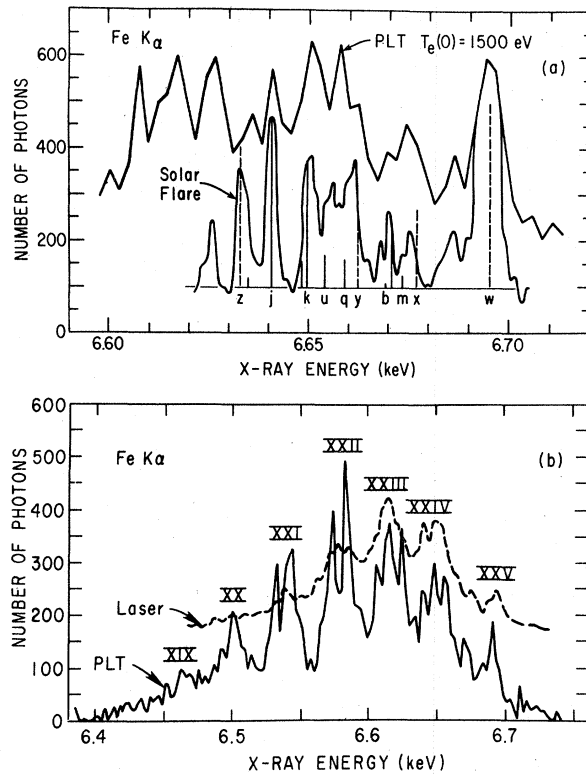 Fe Kα
PLT Te(0) = 1500 eV
(a)
600
500
400
300
200
100
0
NUMBER OF PHOTONS
Solar
Flare
z j k u q y b m x w
6.60 6.65 6.70
X-RAY ENERGY (keV)
Fe Kα
(b)
600
500
400
300
200
100
0
NUMBER OF PHOTONS
XXII
XXIII
XXIV
XXI
XXV
XX
XIX
Laser
PLT
6.4 6.5 6.6 6.7
X-RAY ENERGY (keV)